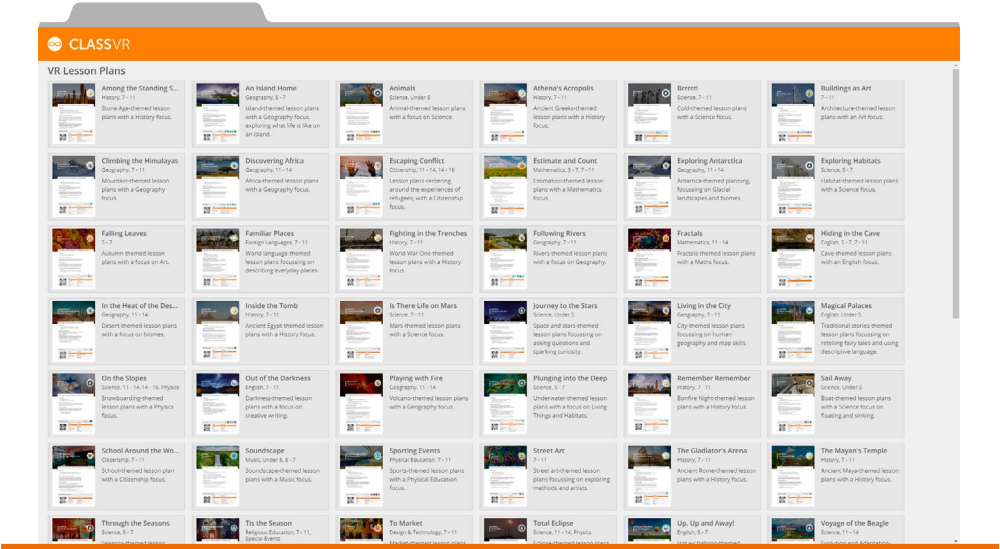 CLASSVR
VR Lesson Plans
Among the Standing S...
History, 7 - 11
Stone Age-themed lesson
plans with a History focus.
An Island Home
Geography, 5 - 7
Island-themed lesson plans
with a Geography focus,
exploring what life is like on
an island.
Animals
Science, Under 5
Animal-themed lesson plans
with a focus on Science.
Athena's Acropolis
History, 7 - 11
Ancient Greeks-themed
lesson plans with a History
focus.
Brrrrr!
Science, 7 - 11
Cold-themed lesson plans
with a Science focus.
Buildings as Art
7 - 11
Architecture-themed lesson
plans with an Art focus.
Climbing the Himalayas
Geography, 7 - 11
Mountain-themed lesson
plans with a Geography
focus.
Discovering Africa
Geography, 11 - 14
Africa-themed lesson plans
with a Geography focus.
Escaping Conflict
Citizenship, 11 - 14, 14 - 16
Lesson plans centering
around the experiences of
refugees, with a Citizenship
focus.
Estimate and Count
Mathematics, 5 - 7, 7 - 11
Estimation-themed lesson
plans with a Mathematics
focus
Exploring Antarctica
Geography, 11 - 14
Antartica-themed planning,
focussing on Glacial
landscapes and biomes.
Exploring Habitats
Science, 5 - 7
Habitat-themed lesson plans
with a Science focus.
Falling Leaves
5 - 7
Autumn-themed lesson
plans with a focus on Art.
Familiar Places
Foreign Languages, 7 - 11
World language-themed
lesson plans focussing on
describing everyday places.
Fighting in the Trenches
History, 7 - 11
World War One-themed
lesson plans with a History
focus.
Following Rivers
Geography, 7 - 11
Rivers-themed lesson plans
with a focus on Geography.
Fractals
Mathematics, 11 - 14
Fractals-themed lesson plans
with a Maths focus.
Hiding in the Cave
English, 5 - 7, 7 - 11
Cave-themed lesson plans
with an English focus.
In the Heat of the Des...
Geography, 11 - 14
Desert-themed lesson plans
with a focus on biomes.
Inside the Tomb
History, 7 - 11
Ancient Egypt-themed lesson
plans with a History focus.
Is There Life on Mars
Science, 7 - 11
Mars-themed lesson plans
with a Science focus.
Journey to the Stars
Science, Under 5
Space and stars-themed
lesson plans focussing on
asking questions and
sparking curiosity.
Living in the City
Geography, 7 - 11
City-themed lesson plans
focussing on human
geography and map skills.
Magical Palaces
English, Under 5
Traditional stories-themed
lesson plans focussing on
retelling fairy tales and using
descriptive language.
On the Slopes
Science, 11 - 14, 14 - 16, Physics
Snowboarding-themed
lesson plans with a Physics
focus.
Out of the Darkness
English, 7 - 11
Darkness-themed lesson
plans with a focus on
creative writing.
Playing with Fire
Geography, 11 - 14
Volcano-themed lesson plans
with a Geography focus.
Plunging into the Deep
Science, 5 - 7
Underwater-themed lesson
plans with a focus on Living
Things and Habitats.
Remember Remember
History, 7 - 11
Bonfire Night-themed lesson
plans with a History focus.
Sail Away
Science, Under 5
Boat-themed lesson plans
with a Science focus on
floating and sinking.
School Around the Wo...
Citizenship, 7 - 11
School-themed lesson plan
with a Citizenship focus.
Soundscape
Music, Under 5, 5 - 7
Soundscape-themed lesson
plans with a Music focus.
Sporting Events
Physical Education, 7 - 11
Sports-themed lesson plans
with a Physical Education
focus.
Street Art
7 - 11
Street art-themed lesson
plans focussing on exploring
methods and artists.
The Gladiator's Arena
History, 7 - 11
Ancient Rome-themed lesson
plans with a History focus.
The Mayan's Temple
History, 7 - 11
Ancient Maya-themed lesson
plans with a History focus.
Through the Seasons
Science, 5 - 7
Seasons-themed lesson
Tis the Season
Religious Education, 7 - 11,
Special Events
To Market
Design & Technology, 7 - 11
Market-themed lesson plans
Total Eclipse
Science, 11 - 14, Physics
Eclipse-themed lesson plans
Up, Up and Away!
English, 5 - 7
Hot air balloon-themed
Voyage of the Beagle
Science, 11 - 14
Evolution and Adaptation-